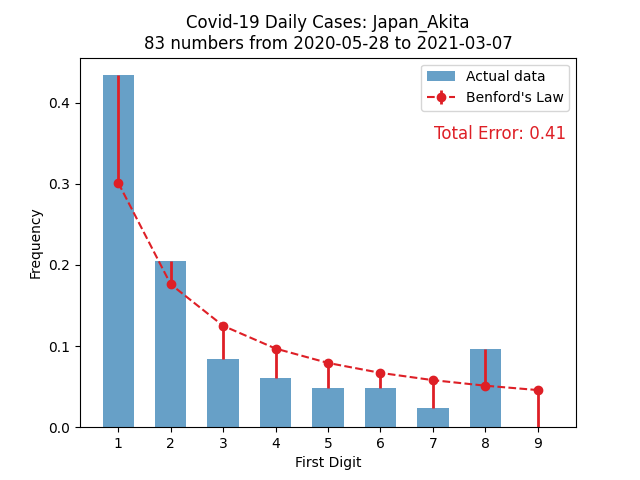 Covid-19 Daily Cases: Japan_Akita
83 numbers from 2020-05-28 to 2021-03-07
Actual data
Benford's Law
Total Error: 0.41
Frequency
0.4
0.3
0.2
0.1
0.0
1 2 3 4 5 6 7 8 9
First Digit